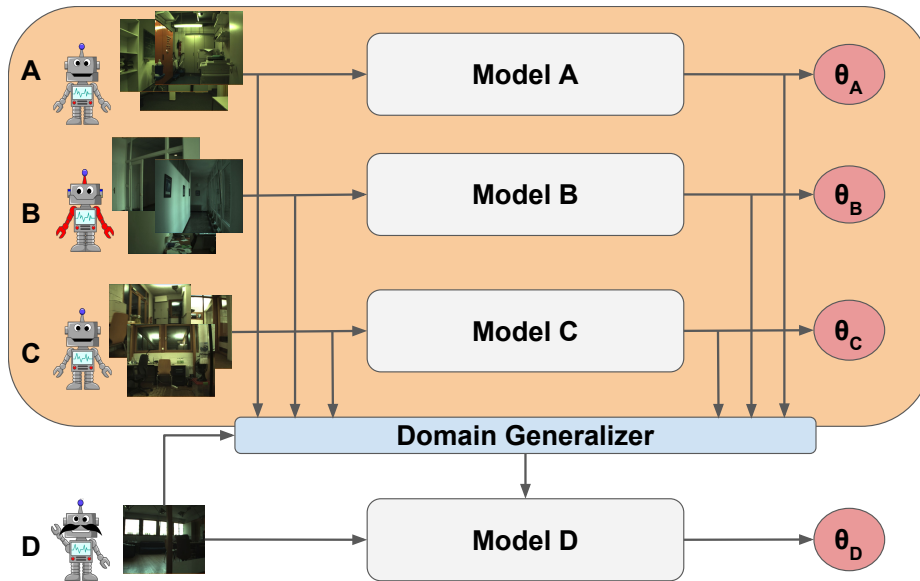 A
Model A
θA
B
Model B
θB
C
Model C
θC
Domain Generalizer
D
Model D
θD